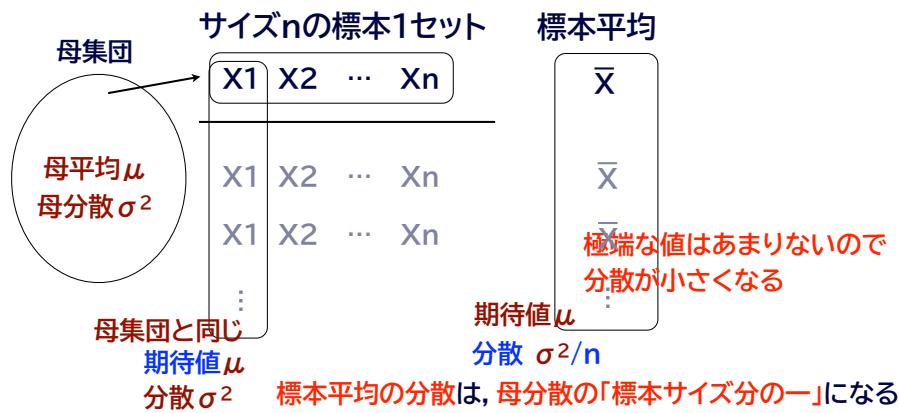 サイズnの標本1セット
標本平均
母集団
X1 X2 … Xn
X̅
母平均μ
母分散σ²
X1 X2 … Xn
X̅
X1 X2 … Xn
X̅
極端な値はあまりないので
分散が小さくなる
⋮
⋮
母集団と同じ
期待値μ
分散σ²
期待値μ
分散 σ²/n
標本平均の分散は, 母分散の「標本サイズ分の一」になる